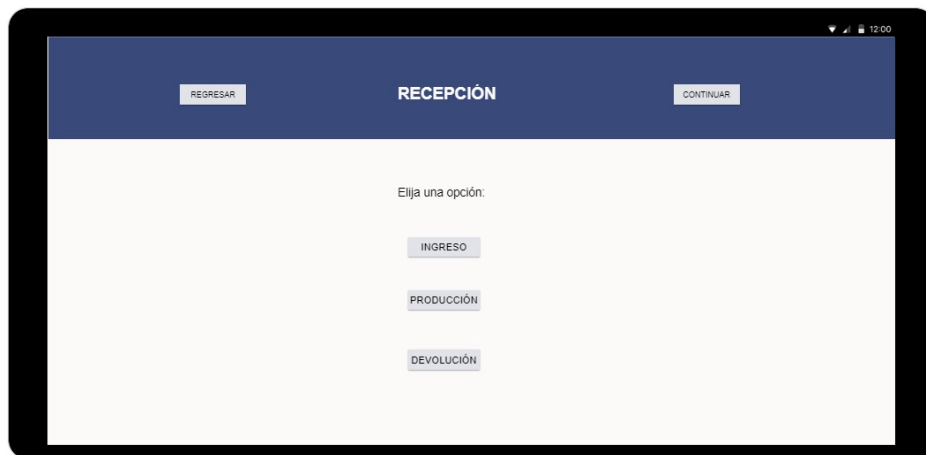 12:00
REGRESAR
RECEPCIÓN
CONTINUAR
Elija una opción:
INGRESO
PRODUCCIÓN
DEVOLUCIÓN